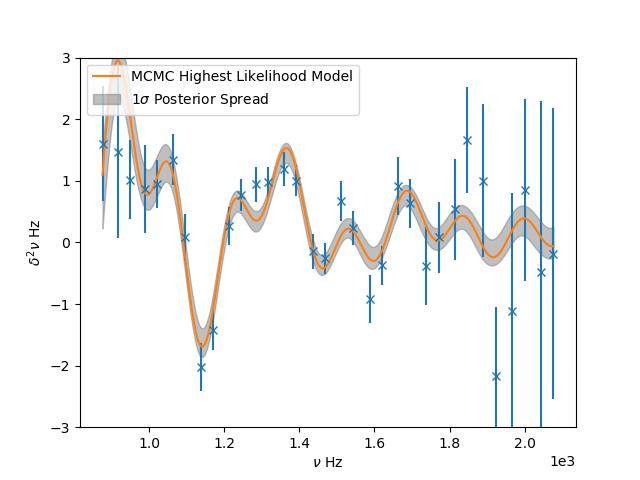 3
2
1
0
−1
−2
−3
δ²ν Hz
MCMC Highest Likelihood Model
1σ Posterior Spread
1.0 1.2 1.4 1.6 1.8 2.0
1e3
ν Hz